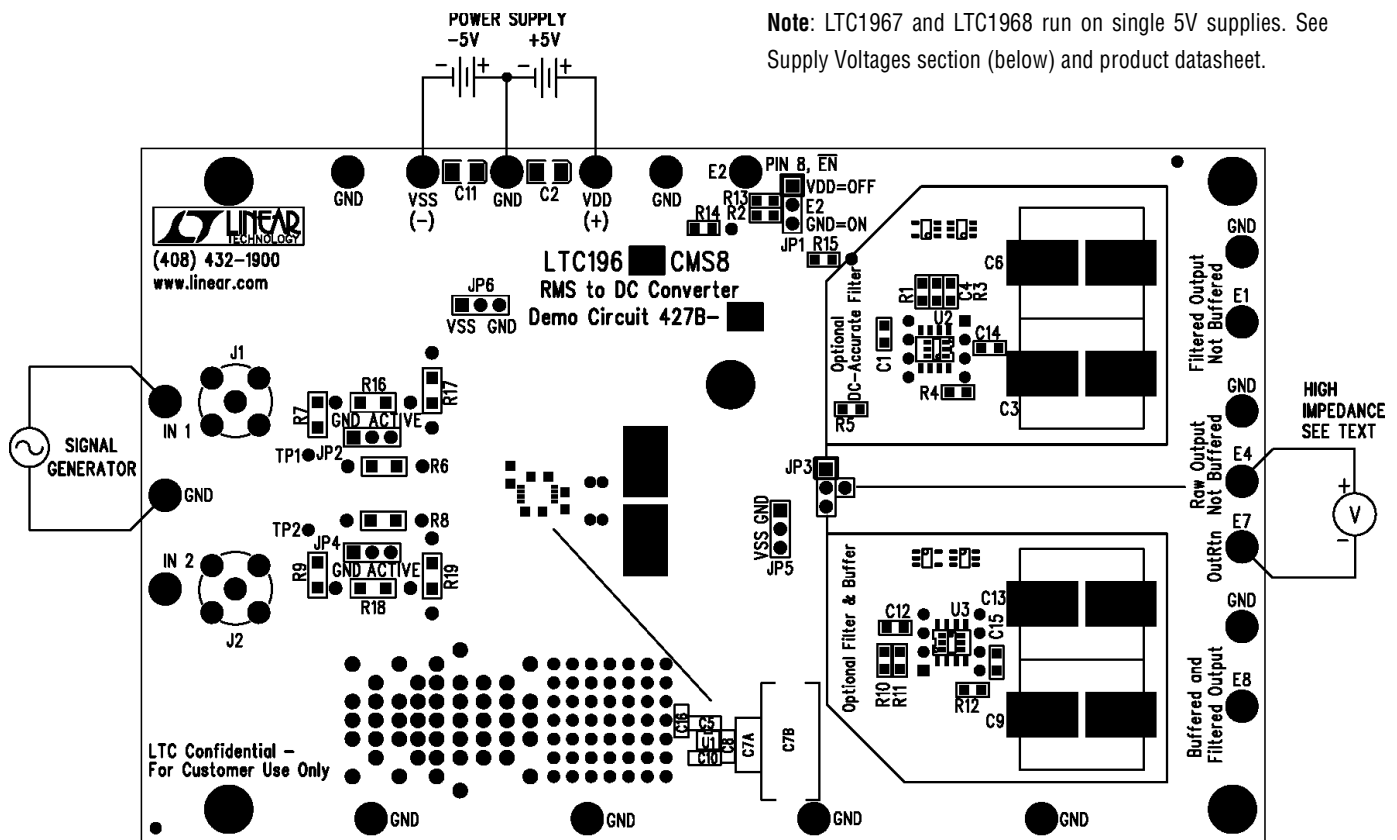 POWER SUPPLY
-5V +5V
- + - +
Note: LTC1967 and LTC1968 run on single 5V supplies. See
Supply Voltages section (below) and product datasheet.
GND
VSS
(-)
C11
GND
C2
VDD
(+)
GND
E2
PIN 8, EN
VDD=OFF
E2
GND=ON
R13
R2
R14
JP1
R15
LT LINEAR
TECHNOLOGY
(408) 432-1900
www.linear.com
LTC196 CMS8
RMS to DC Converter
Demo Circuit 427B-
JP6
VSS GND
J1
IN 1
SIGNAL
GENERATOR
GND
IN 2
J2
R7
R16
R17
GND ACTIVE
TP1
JP2
R6
R8
TP2
JP4
GND ACTIVE
R9
R18
R19
Optional
DC-Accurate Filter
R1
C4
R3
U2
C1
C14
R4
R5
C6
C3
JP3
VSS GND
JP5
Optional Filter & Buffer
C12
U3
C13
C15
R10
R11
R12
C9
GND
E1
Filtered Output
Not Buffered
GND
E4
Raw Output
Not Buffered
E7
OutRtn
GND
E8
Buffered and
Filtered Output
HIGH
IMPEDANCE
SEE TEXT
+
V
-
C16
C5
U1
C8
C10
C7A
C7B
LTC Confidential -
For Customer Use Only
GND
GND
GND
GND